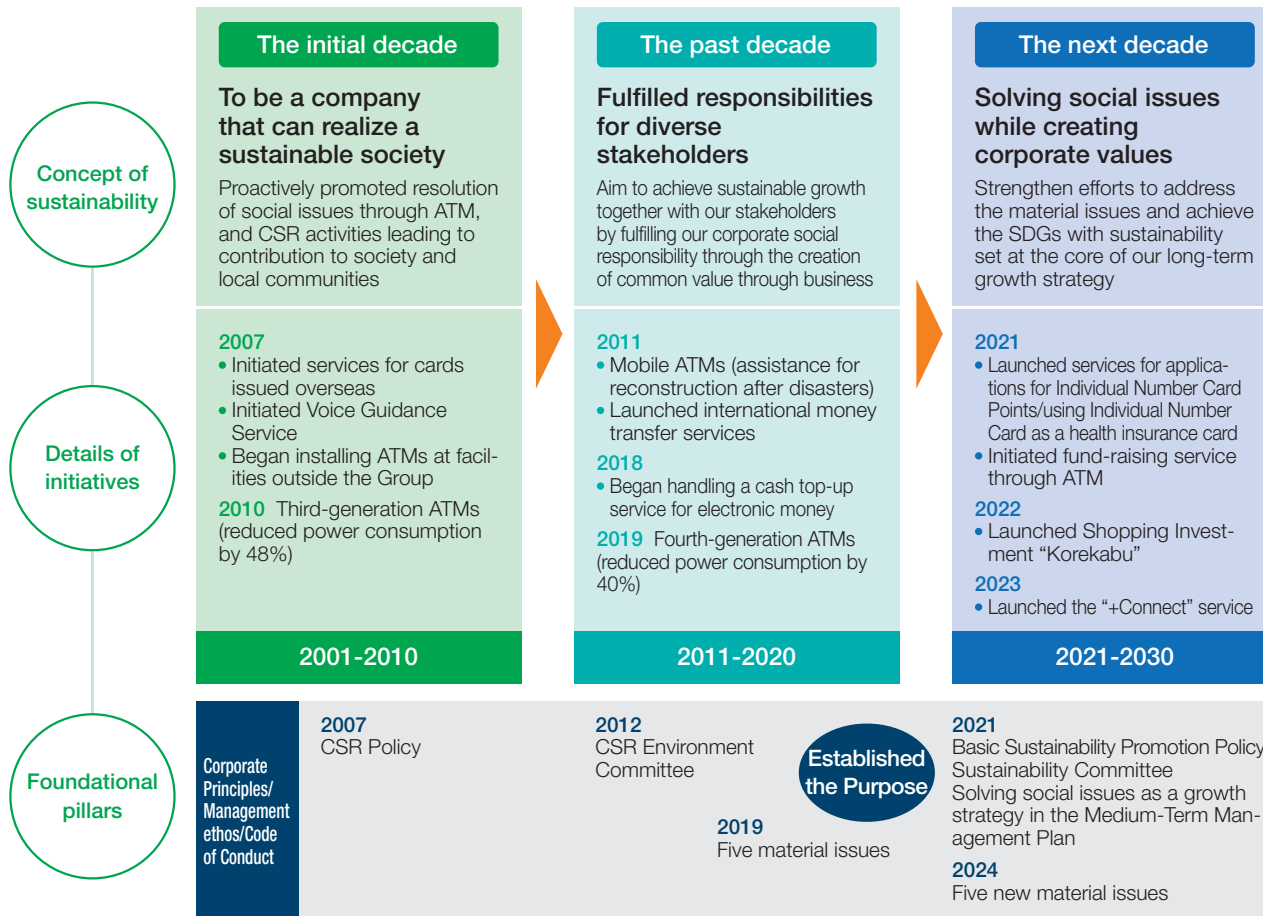 The initial decade
To be a company
that can realize a
sustainable society
Proactively promoted resolution
of social issues through ATM,
and CSR activities leading to
contribution to society and
local communities
The past decade
Fulfilled responsibilities
for diverse
stakeholders
Aim to achieve sustainable growth
together with our stakeholders
by fulfilling our corporate social
responsibility through the creation
of common value through business
The next decade
Solving social issues
while creating
corporate values
Strengthen efforts to address
the material issues and achieve
the SDGs with sustainability
set at the core of our long-term
growth strategy
Concept of
sustainability
Details of
initiatives
2007
• Initiated services for cards
issued overseas
• Initiated Voice Guidance
Service
• Began installing ATMs at facil-
ities outside the Group
2010 Third-generation ATMs
(reduced power consumption
by 48%)
2001-2010
2011
• Mobile ATMs (assistance for
reconstruction after disasters)
• Launched international money
transfer services
2018
• Began handling a cash top-up
service for electronic money
2019 Fourth-generation ATMs
(reduced power consumption by
40%)
2011-2020
2021
• Launched services for applica-
tions for Individual Number Card
Points/using Individual Number
Card as a health insurance card
• Initiated fund-raising service
through ATM
2022
• Launched Shopping Invest-
ment “Korekabu”
2023
• Launched the “+Connect” service
2021-2030
Foundational
pillars
Corporate
Principles/
Management
ethos/Code
of Conduct
2007
CSR Policy
2012
CSR Environment
Committee
2019
Five material issues
Established
the Purpose
2021
Basic Sustainability Promotion Policy
Sustainability Committee
Solving social issues as a growth
strategy in the Medium-Term Man-
agement Plan
2024
Five new material issues